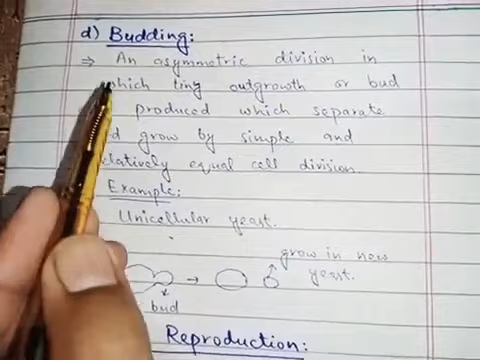 d) Budding:
⇒ An asymmetric division in
which tiny outgrowth or bud
produced which separate
grow by simple and
relatively equal cell division.
Example:
Unicellular yeast.
grow in new
→ yeast.
bud
Reproduction: